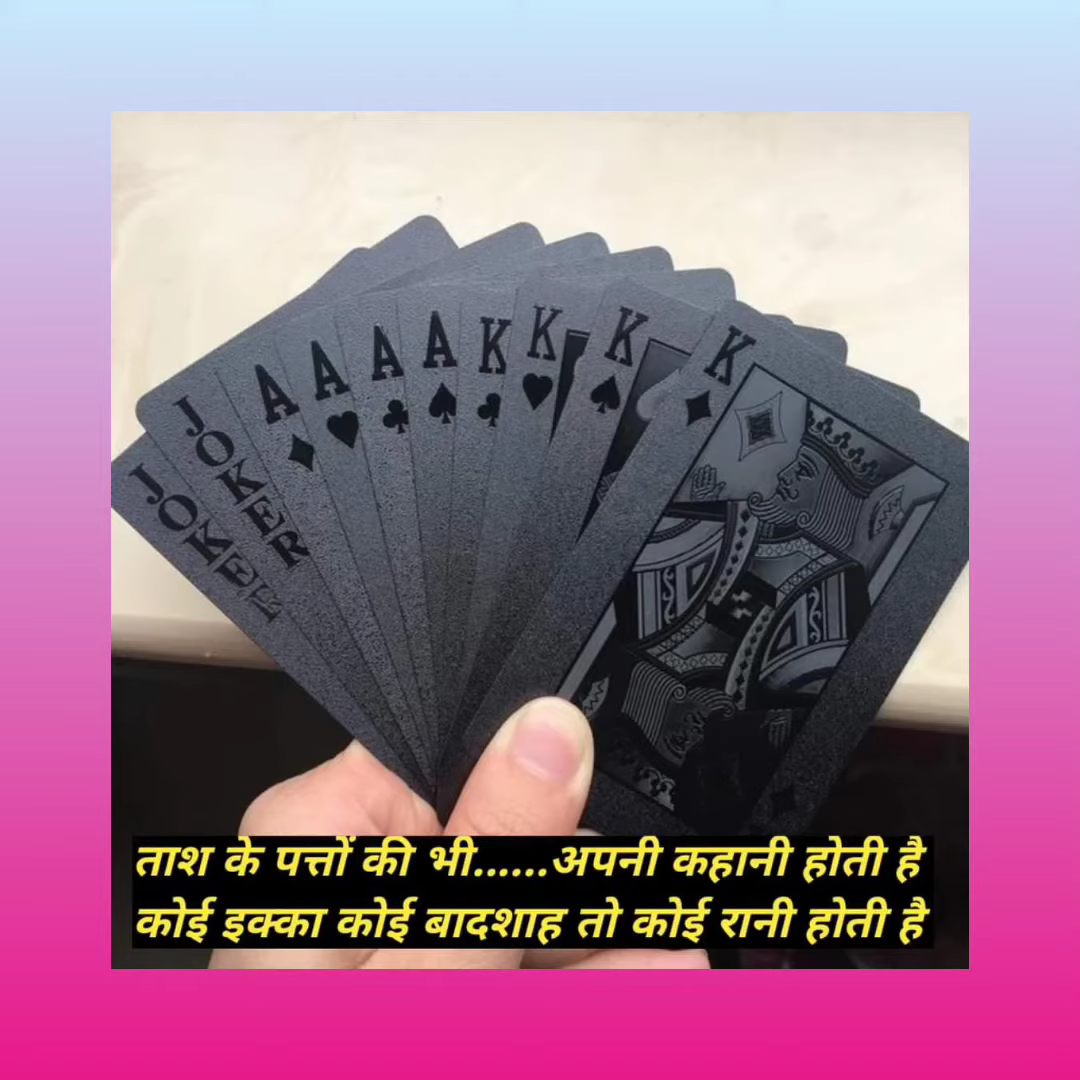 JOKER
JOKER
A
A
A
A
K
K
K
K
ताश के पत्तों की भी......अपनी कहानी होती है
कोई इक्का कोई बादशाह तो कोई रानी होती है